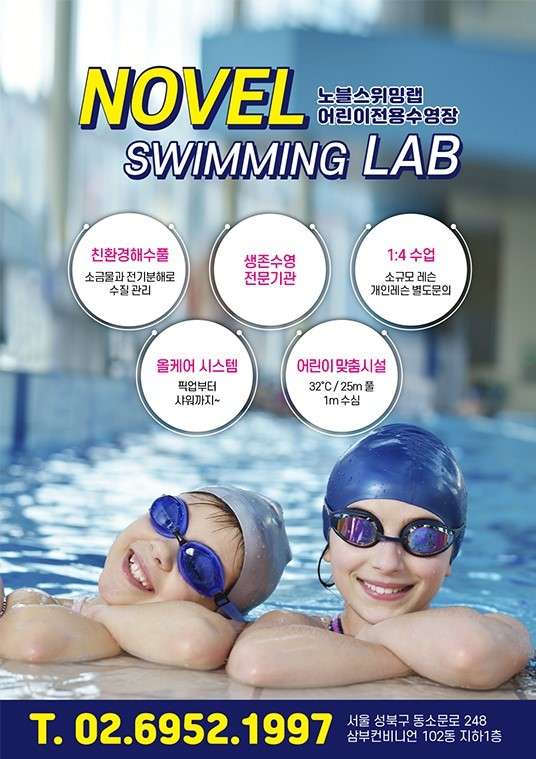 NOVEL
노블스위밍랩
어린이전용수영장
SWIMMING LAB
친환경해수풀
소금물과 전기분해로
수질 관리
생존수영
전문기관
1:4 수업
소규모 레슨
개인레슨 별도문의
올케어 시스템
픽업부터
샤워까지~
어린이 맞춤시설
32˚C / 25m 풀
1m 수심
T. 02.6952.1997
서울 성북구 동소문로 248
삼부컨비니언 102동 지하1층